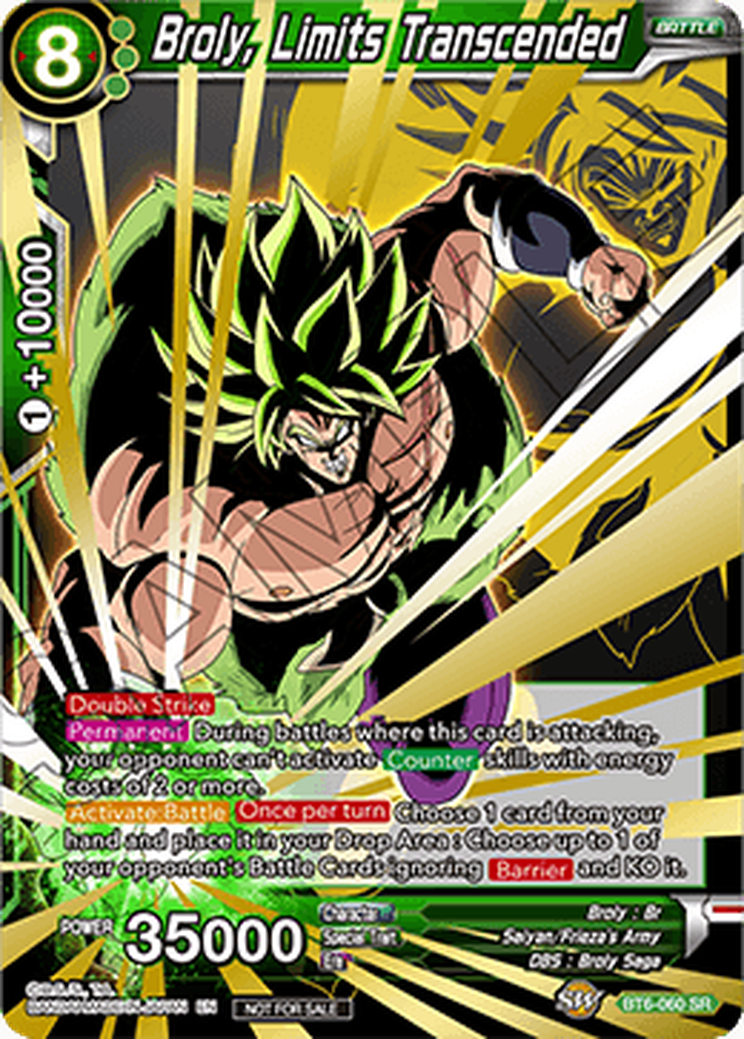 8
Broly, Limits Transcended
BATTLE
1 +10000
Double Strike
Permanent During battles where this card is attacking,
your opponent can't activate Counter skills with energy
costs of 2 or more.
Activate: Battle Once per turn Choose 1 card from your
hand and place it in your Drop Area : Choose up to 1 of
your opponent's Battle Cards ignoring Barrier and KO it.
POWER 35000
Character Broly : Br
Special Trait Saiyan/Frieza's Army
Era DBS : Broly Saga
EN NOT FOR SALE
BT6-060 SR